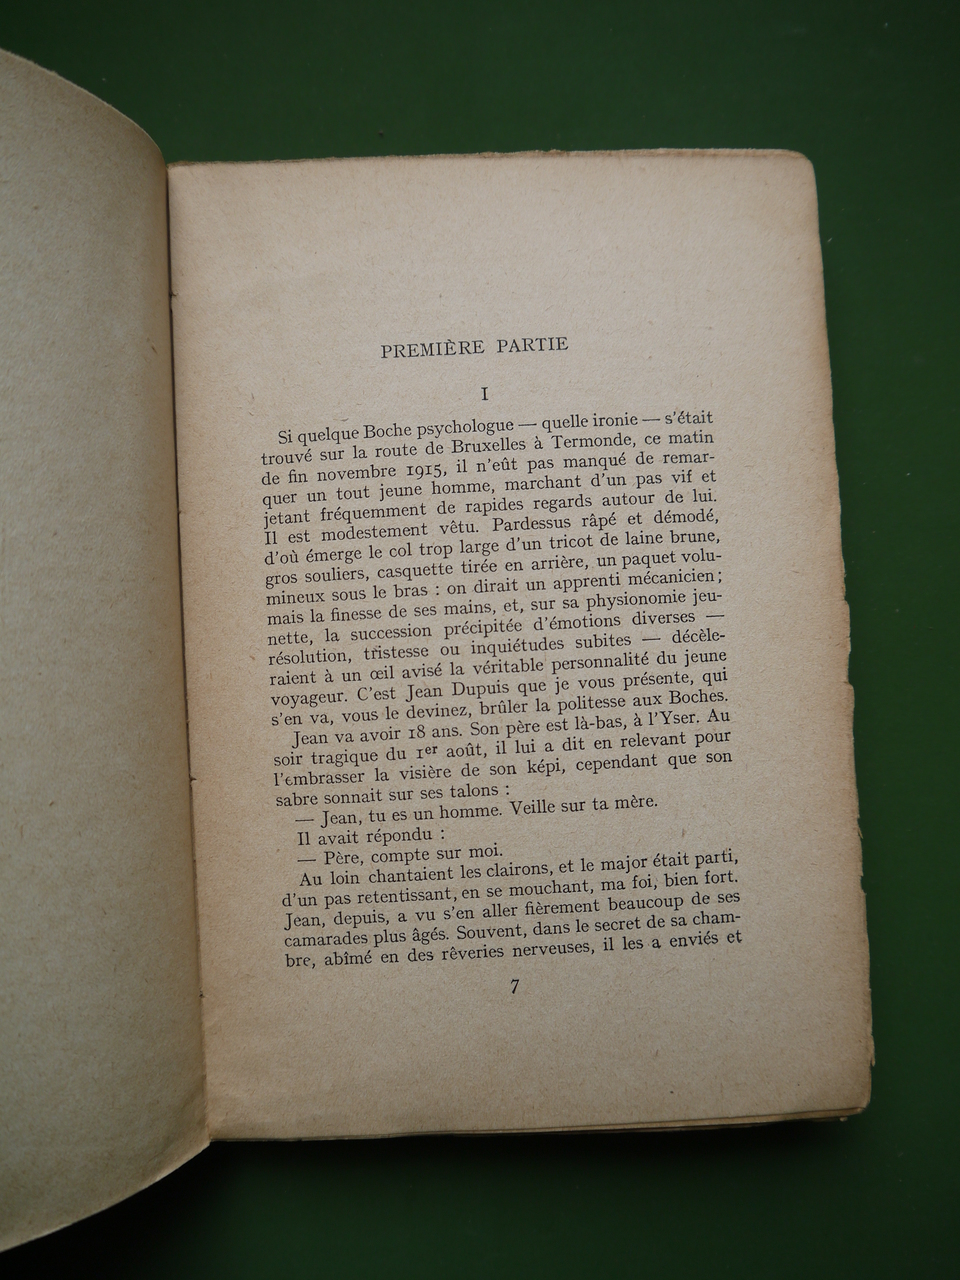 PREMIÈRE PARTIE
I
Si quelque Boche psychologue — quelle ironie — s'était
trouvé sur la route de Bruxelles à Termonde, ce matin
de fin novembre 1915, il n'eût pas manqué de remar-
quer un tout jeune homme, marchant d'un pas vif et
jetant fréquemment de rapides regards autour de lui.
Il est modestement vêtu. Pardessus râpé et démodé,
d'où émerge le col trop large d'un tricot de laine brune,
gros souliers, casquette tirée en arrière, un paquet volu-
mineux sous le bras : on dirait un apprenti mécanicien ;
mais la finesse de ses mains, et, sur sa physionomie jeu-
nette, la succession précipitée d'émotions diverses —
résolution, tristesse ou inquiétudes subites — décèle-
raient à un œil avisé la véritable personnalité du jeune
voyageur. C'est Jean Dupuis que je vous présente, qui
s'en va, vous le devinez, brûler la politesse aux Boches.
Jean va avoir 18 ans. Son père est là-bas, à l'Yser. Au
soir tragique du 1er août, il lui a dit en relevant pour
l'embrasser la visière de son képi, cependant que son
sabre sonnait sur ses talons :
— Jean, tu es un homme. Veille sur ta mère.
Il avait répondu :
— Père, compte sur moi.
Au loin chantaient les clairons, et le major était parti,
d'un pas retentissant, en se mouchant, ma foi, bien fort.
Jean, depuis, a vu s'en aller fièrement beaucoup de ses
camarades plus âgés. Souvent, dans le secret de sa cham-
bre, abîmé en des rêveries nerveuses, il les a enviés et
7